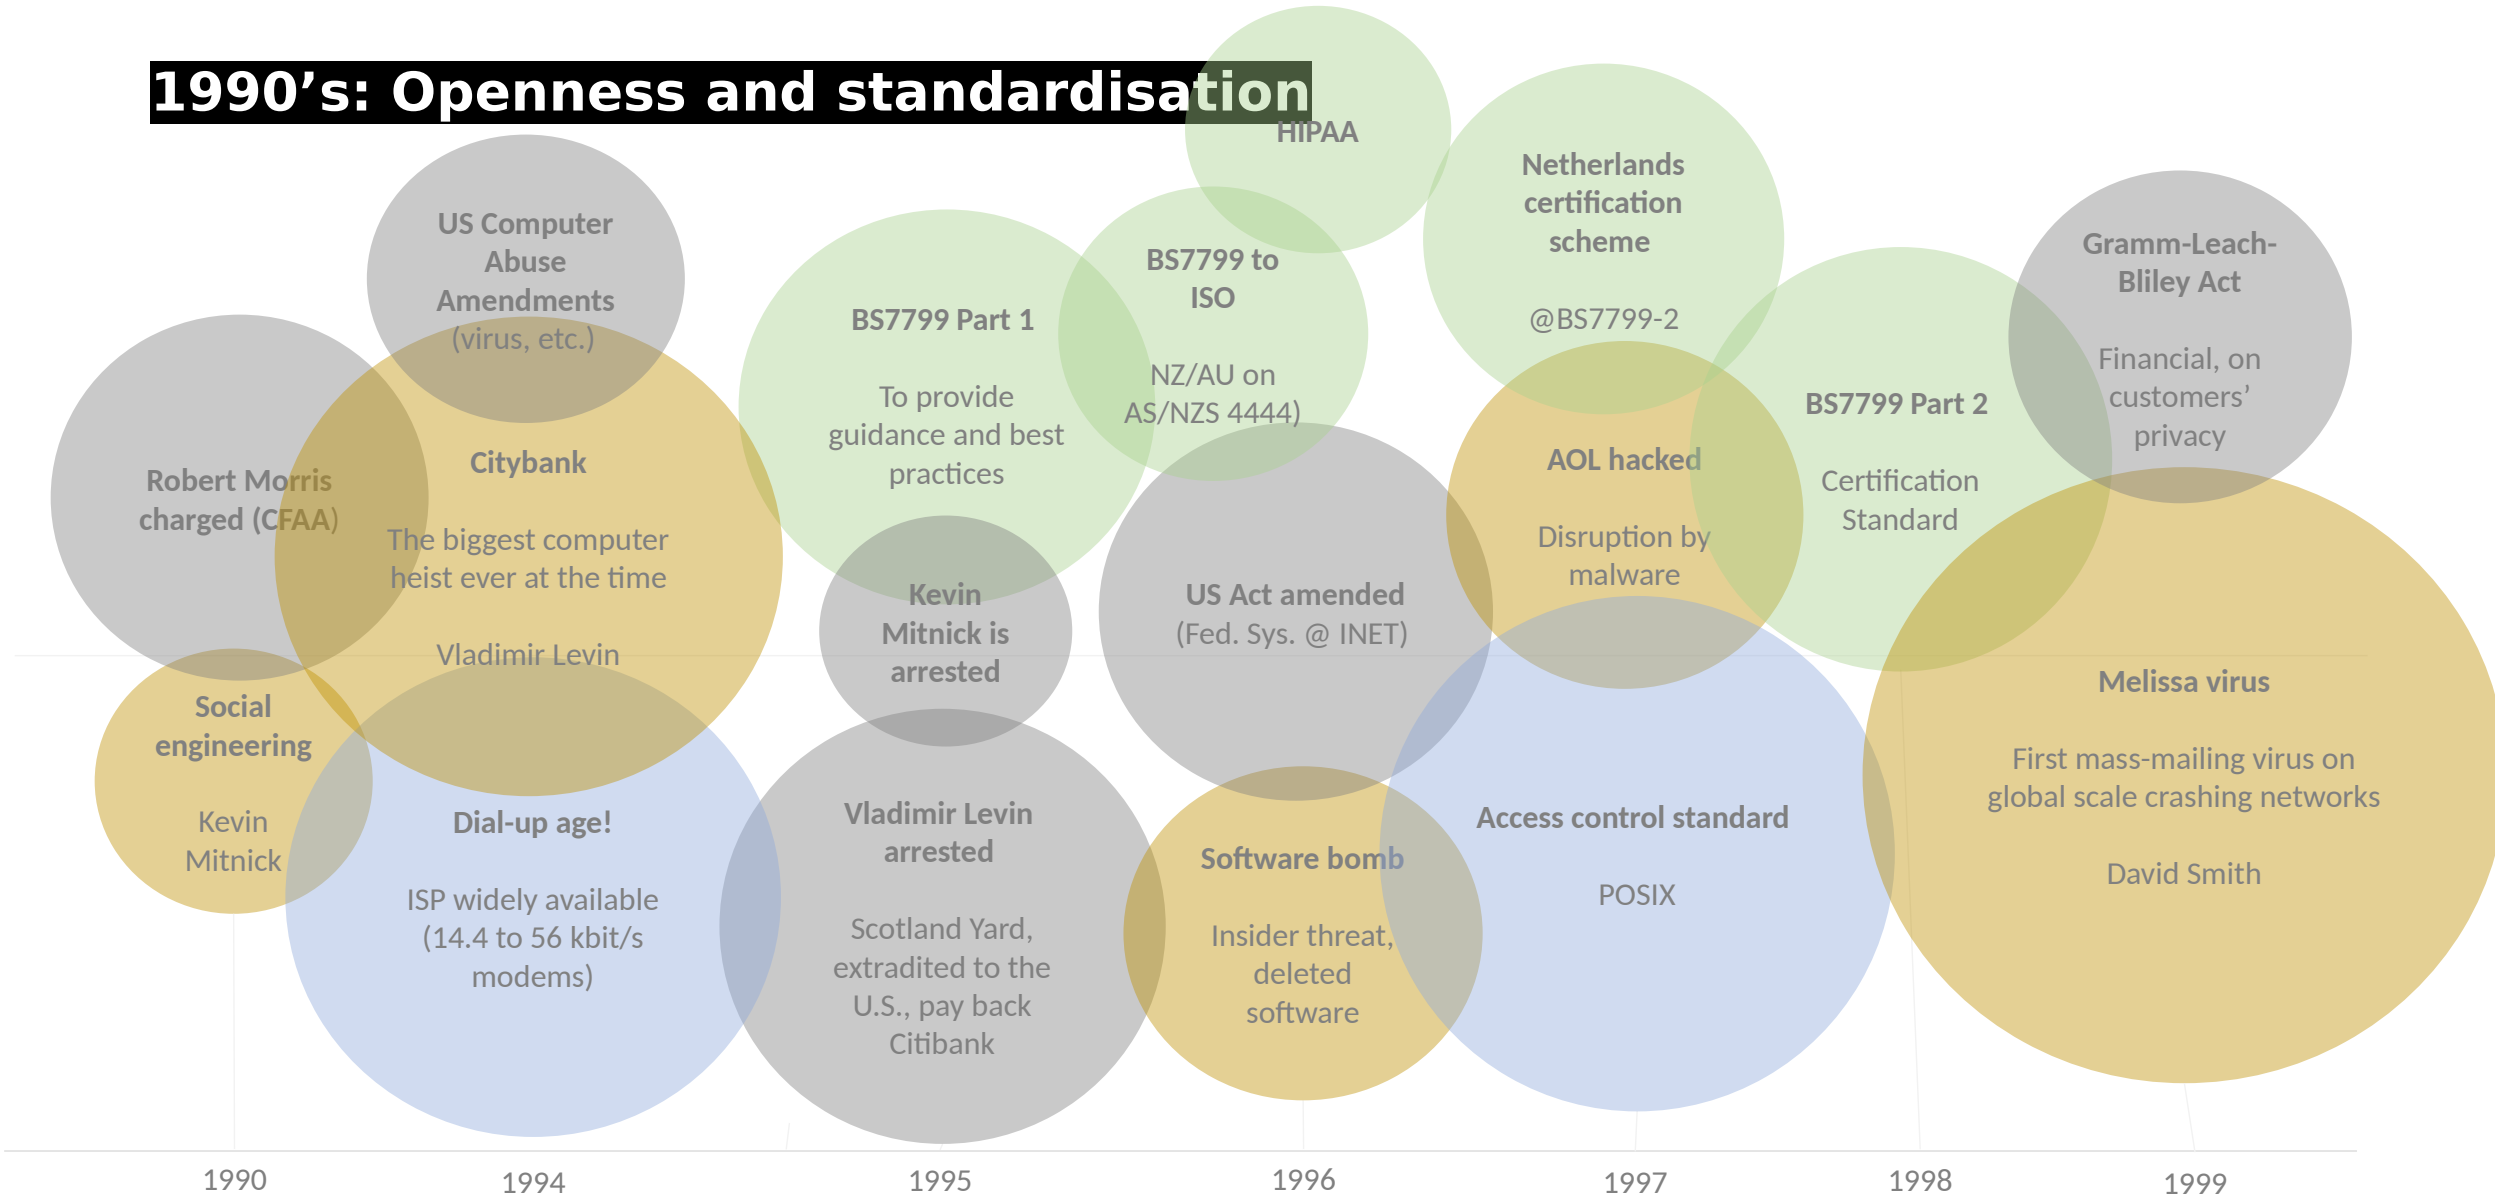 1990’s: Openness and standardisation
HIPAA
Netherlands
certification
scheme
@BS7799-2
US Computer
Abuse
Amendments
(virus, etc.)
BS7799 to
ISO
NZ/AU on
AS/NZS 4444)
Gramm-Leach-
Bliley Act
Financial, on
customers’
privacy
BS7799 Part 1
To provide
guidance and best
practices
BS7799 Part 2
Certification
Standard
Robert Morris
charged (CFAA)
Citybank
The biggest computer
heist ever at the time
Vladimir Levin
AOL hacked
Disruption by
malware
Kevin
Mitnick is
arrested
US Act amended
(Fed. Sys. @ INET)
Social
engineering
Kevin
Mitnick
Melissa virus
First mass-mailing virus on
global scale crashing networks
David Smith
Dial-up age!
ISP widely available
(14.4 to 56 kbit/s
modems)
Vladimir Levin
arrested
Scotland Yard,
extradited to the
U.S., pay back
Citibank
Software bomb
Insider threat,
deleted
software
Access control standard
POSIX
1990
1994
1995
1996
1997
1998
1999